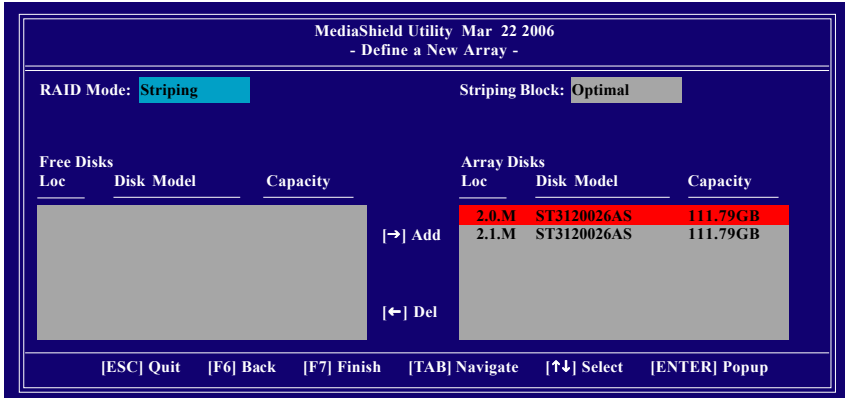 MediaShield Utility Mar 22 2006
- Define a New Array -
RAID Mode: Striping
Striping Block: Optimal
Free Disks
Loc Disk Model Capacity
Array Disks
Loc Disk Model Capacity
2.0.M ST3120026AS 111.79GB
2.1.M ST3120026AS 111.79GB
[→] Add
[←] Del
[ESC] Quit [F6] Back [F7] Finish [TAB] Navigate [↑↓] Select [ENTER] Popup